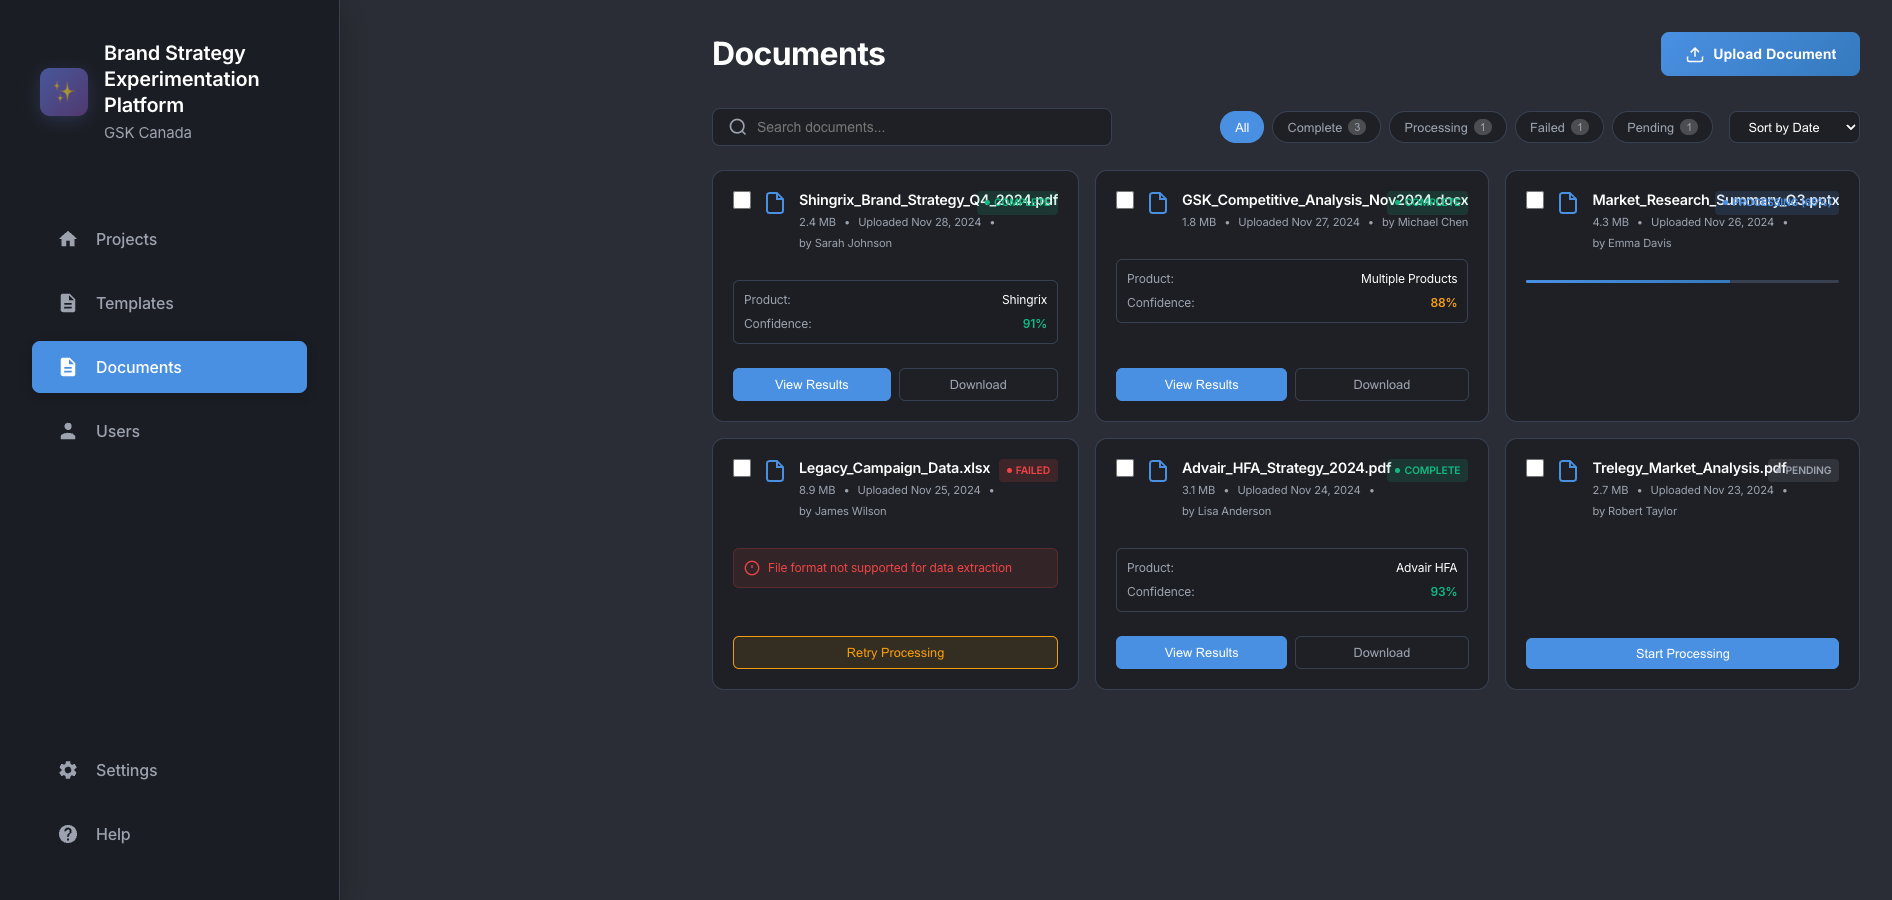 Brand Strategy
Experimentation
Platform
GSK Canada
Projects
Templates
Documents
Users
Settings
Help
Documents
Upload Document
Search documents...
All
Complete 3
Processing 1
Failed 1
Pending 1
Sort by Date
Shingrix_Brand_Strategy_Q4_2024.pdf
2.4 MB • Uploaded Nov 28, 2024 •
by Sarah Johnson
Product: Shingrix
Confidence: 91%
View Results
Download
GSK_Competitive_Analysis_Nov2024.docx
1.8 MB • Uploaded Nov 27, 2024 • by Michael Chen
Product: Multiple Products
Confidence: 88%
View Results
Download
Market_Research_Summary_Q3.pptx
4.3 MB • Uploaded Nov 26, 2024 •
by Emma Davis
Legacy_Campaign_Data.xlsx
• FAILED
8.9 MB • Uploaded Nov 25, 2024 •
by James Wilson
File format not supported for data extraction
Retry Processing
Advair_HFA_Strategy_2024.pdf
• COMPLETE
3.1 MB • Uploaded Nov 24, 2024 •
by Lisa Anderson
Product: Advair HFA
Confidence: 93%
View Results
Download
Trelegy_Market_Analysis.pdf
PENDING
2.7 MB • Uploaded Nov 23, 2024 •
by Robert Taylor
Start Processing